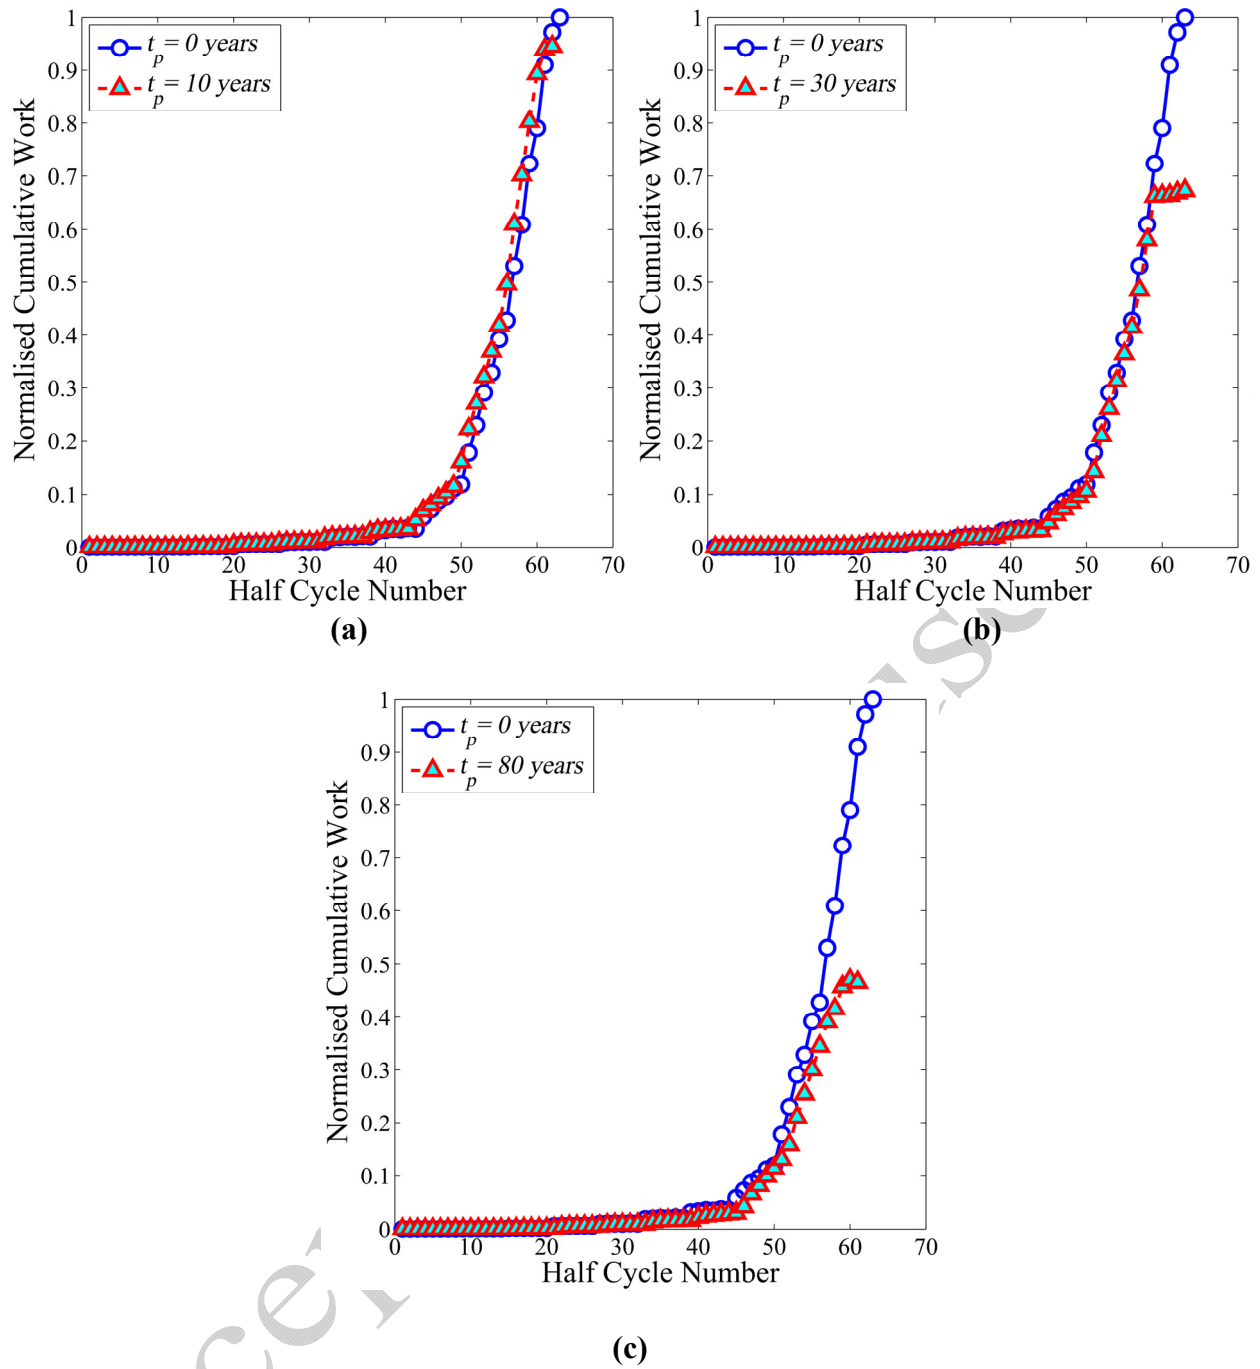 1
0.9
0.8
0.7
0.6
0.5
0.4
0.3
0.2
0.1
0
Normalised Cumulative Work
t_p = 0 years
t_p = 10 years
0 10 20 30 40 50 60 70
Half Cycle Number
(a)
1
0.9
0.8
0.7
0.6
0.5
0.4
0.3
0.2
0.1
0
Normalised Cumulative Work
t_p = 0 years
t_p = 30 years
0 10 20 30 40 50 60 70
Half Cycle Number
(b)
1
0.9
0.8
0.7
0.6
0.5
0.4
0.3
0.2
0.1
0
Normalised Cumulative Work
t_p = 0 years
t_p = 80 years
0 10 20 30 40 50 60 70
Half Cycle Number
(c)